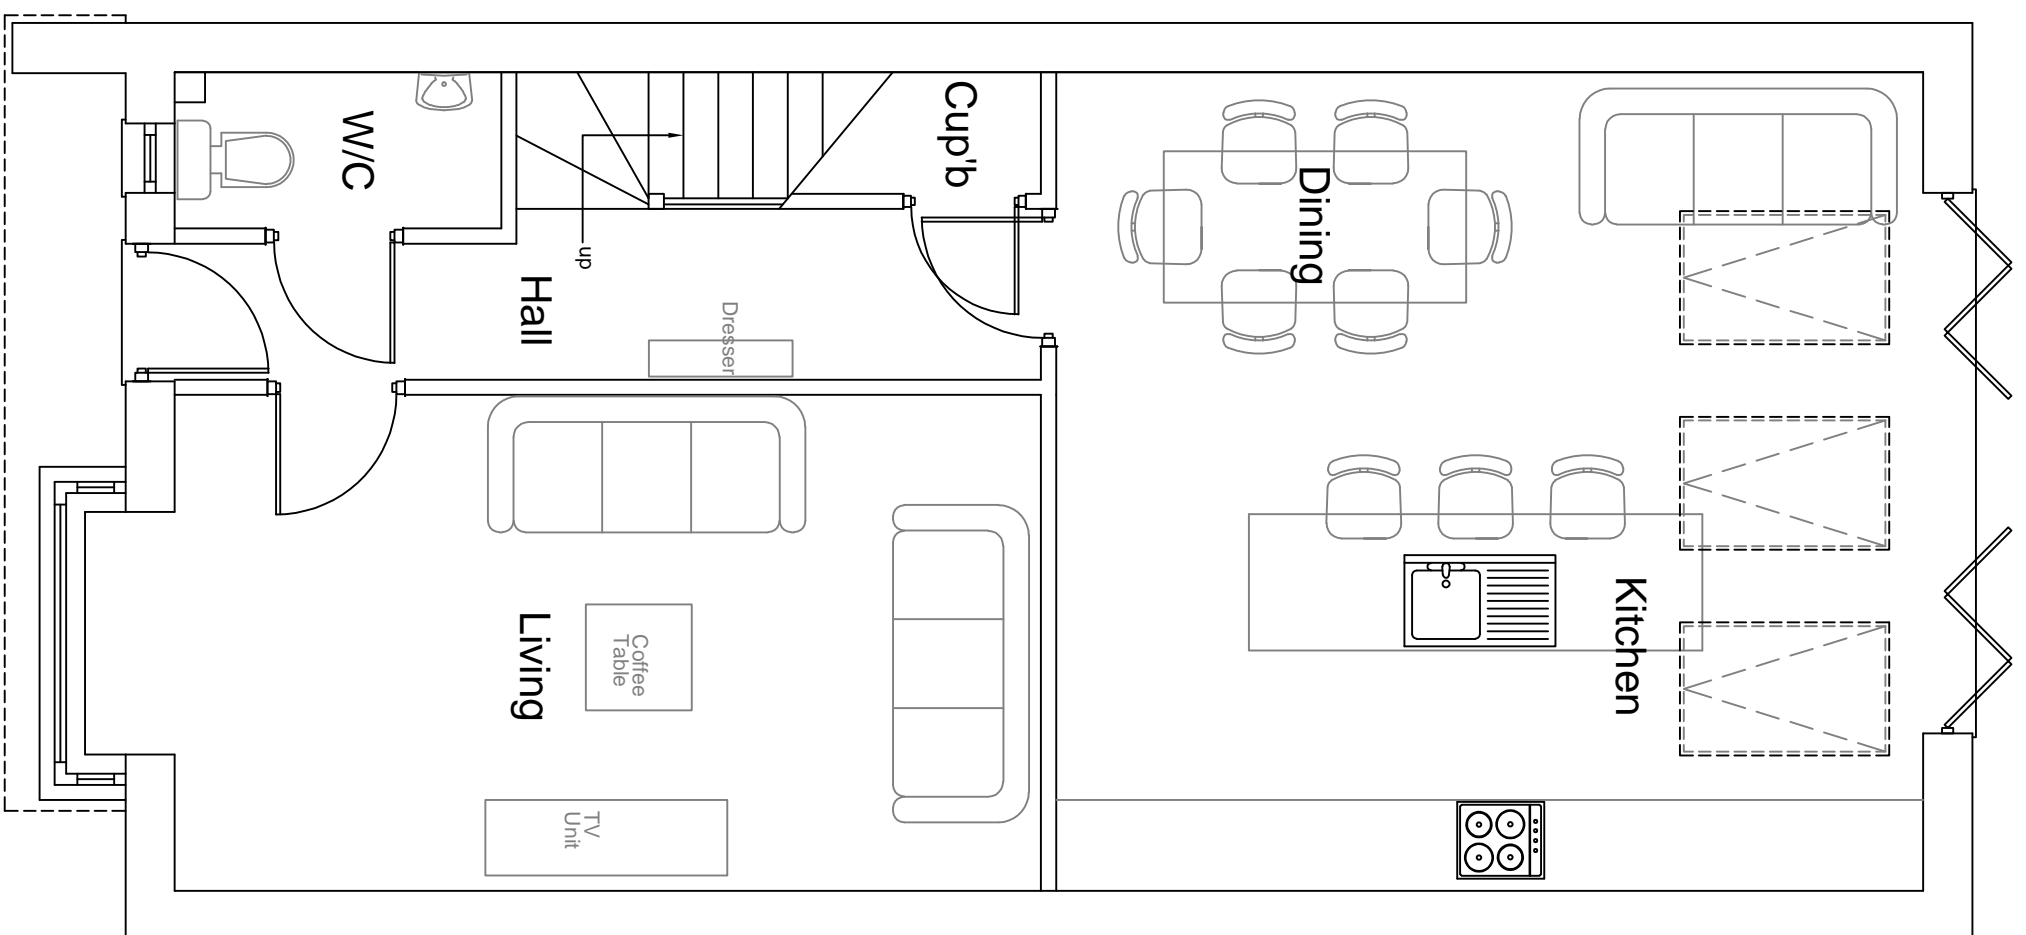 W/C
Cup'b
Dining
up
Hall
Dresser
Kitchen
Living
Coffee
Table
TV
Unit